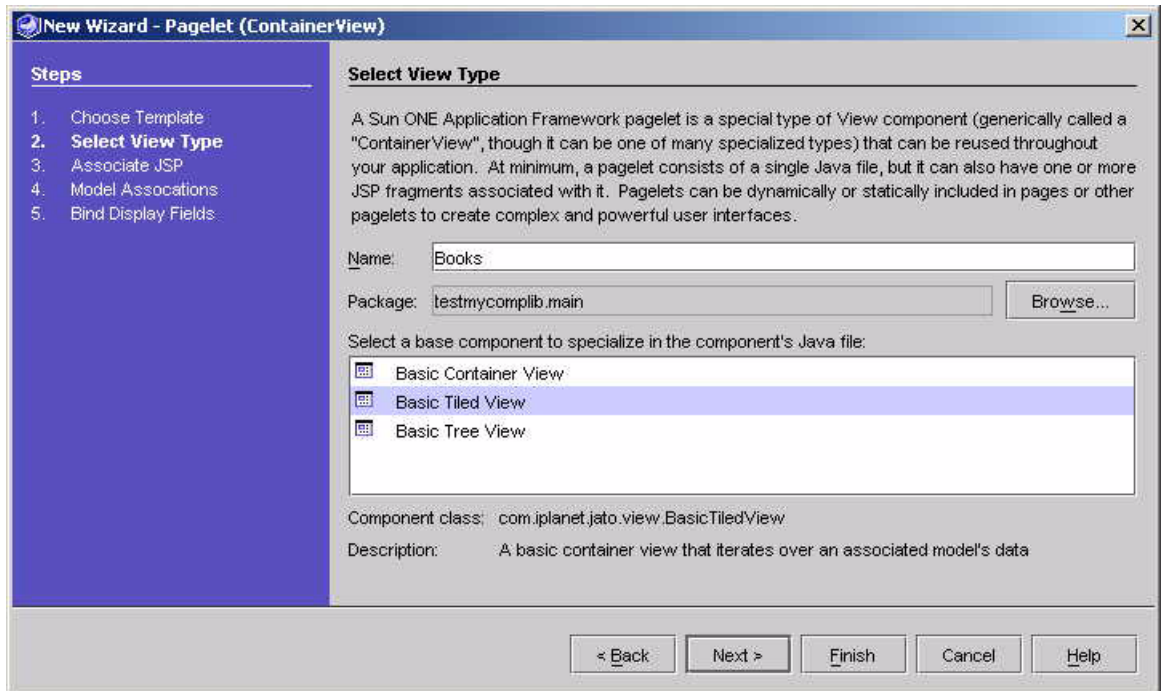 New Wizard - Pagelet (ContainerView)
Steps
1. Choose Template
2. Select View Type
3. Associate JSP
4. Model Assocations
5. Bind Display Fields
Select View Type
A Sun ONE Application Framework pagelet is a special type of View component (generically called a
"ContainerView", though it can be one of many specialized types) that can be reused throughout
your application. At minimum, a pagelet consists of a single Java file, but it can also have one or more
JSP fragments associated with it. Pagelets can be dynamically or statically included in pages or other
pagelets to create complex and powerful user interfaces.
Name: Books
Package: testmycomplib.main Browse...
Select a base component to specialize in the component's Java file:
Basic Container View
Basic Tiled View
Basic Tree View
Component class: com.iplanet.jato.view.BasicTiledView
Description: A basic container view that iterates over an associated model's data
< Back Next > Finish Cancel Help